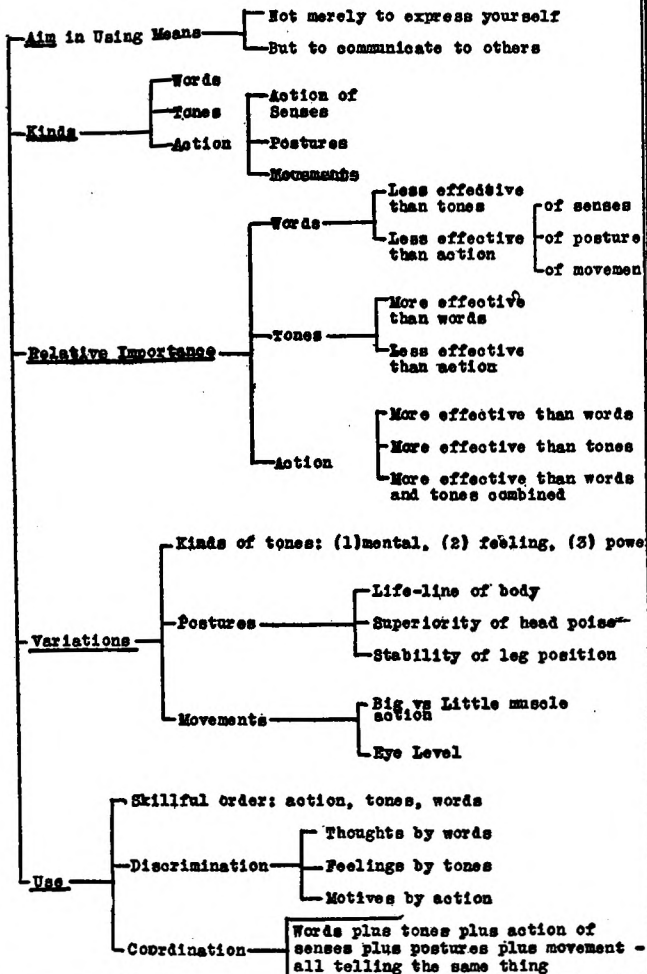 Aim in Using Means
Not merely to express yourself
But to communicate to others
Kinds
Words
Tones
Action
Action of
Senses
Postures
Movements
Relative Importance
Words
Less effective
than tones
Less effective
than action
of senses
of posture
of movemen
Tones
More effective
than words
Less effective
than action
Action
More effective than words
More effective than tones
More effective than words
and tones combined
Variations
Kinds of tones: (1)mental, (2) feeling, (3) powe
Postures
Life-line of body
Superiority of head poise
Stability of leg position
Movements
Big vs Little muscle
action
Eye Level
Use
Skillful order: action, tones, words
Discrimination
Thoughts by words
Feelings by tones
Motives by action
Coordination
Words plus tones plus action of
senses plus postures plus movement -
all telling the same thing